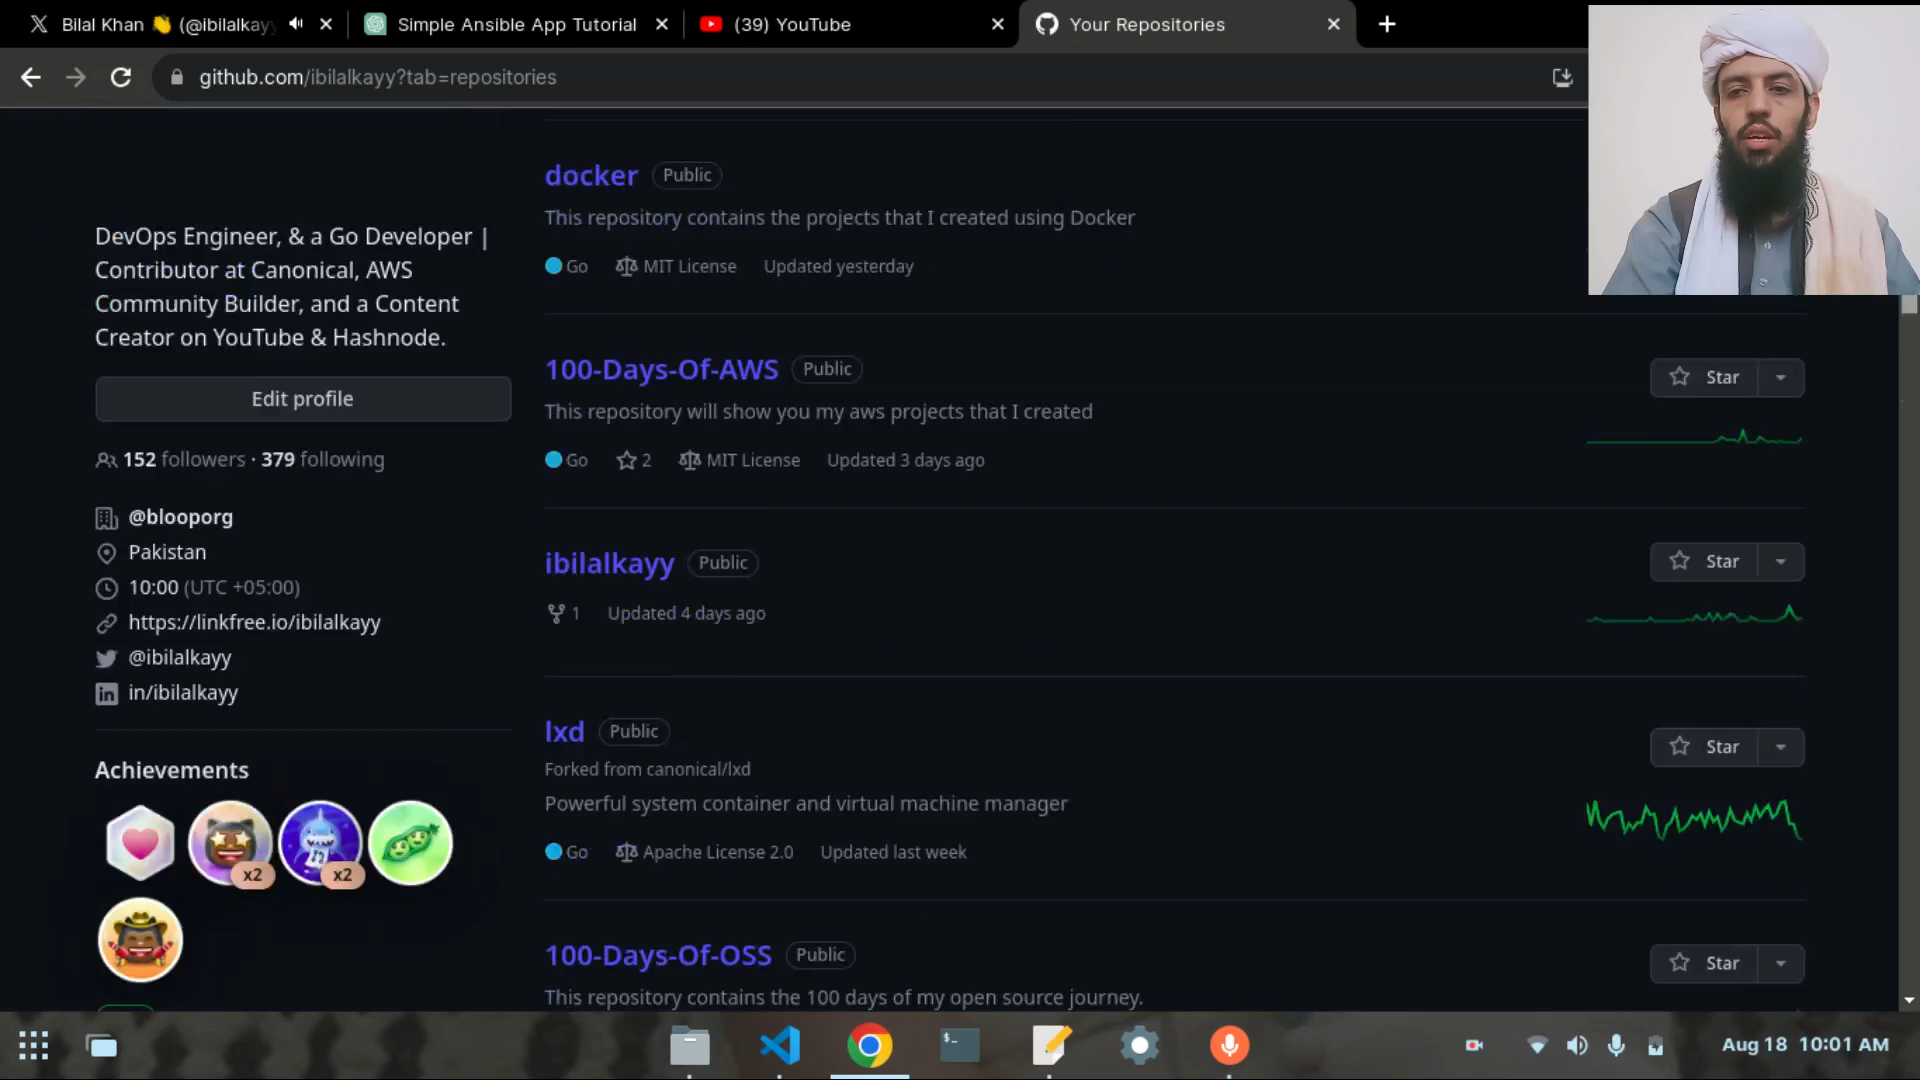 Bilal Khan 👋 (@ibilalkay
Simple Ansible App Tutorial
(39) YouTube
Your Repositories
github.com/ibilalkayy?tab=repositories
DevOps Engineer, & a Go Developer |
Contributor at Canonical, AWS
Community Builder, and a Content
Creator on YouTube & Hashnode.
Edit profile
152 followers · 379 following
@blooporg
Pakistan
10:00 (UTC +05:00)
https://linkfree.io/ibilalkayy
@ibilalkayy
in/ibilalkayy
Achievements
x2
x2
docker Public
This repository contains the projects that I created using Docker
Go MIT License Updated yesterday
100-Days-Of-AWS Public
Star
This repository will show you my aws projects that I created
Go 2 MIT License Updated 3 days ago
ibilalkayy Public
Star
1 Updated 4 days ago
lxd Public
Star
Forked from canonical/lxd
Powerful system container and virtual machine manager
Go Apache License 2.0 Updated last week
100-Days-Of-OSS Public
Star
This repository contains the 100 days of my open source journey.
Aug 18 10:01 AM